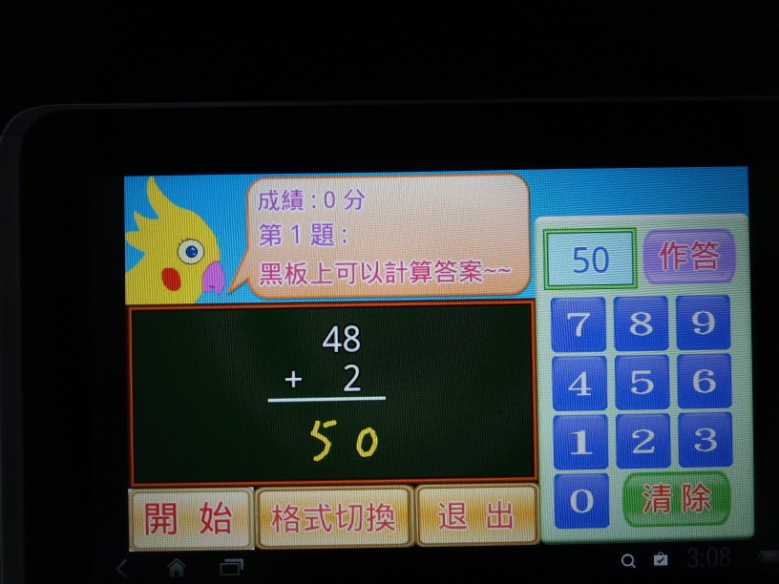 成績:0分
第1題:
黑板上可以計算答案~~
50 作答
48
+ 2
50
7 8 9
4 5 6
1 2 3
0 清除
開始 格式切換 退出
3:08